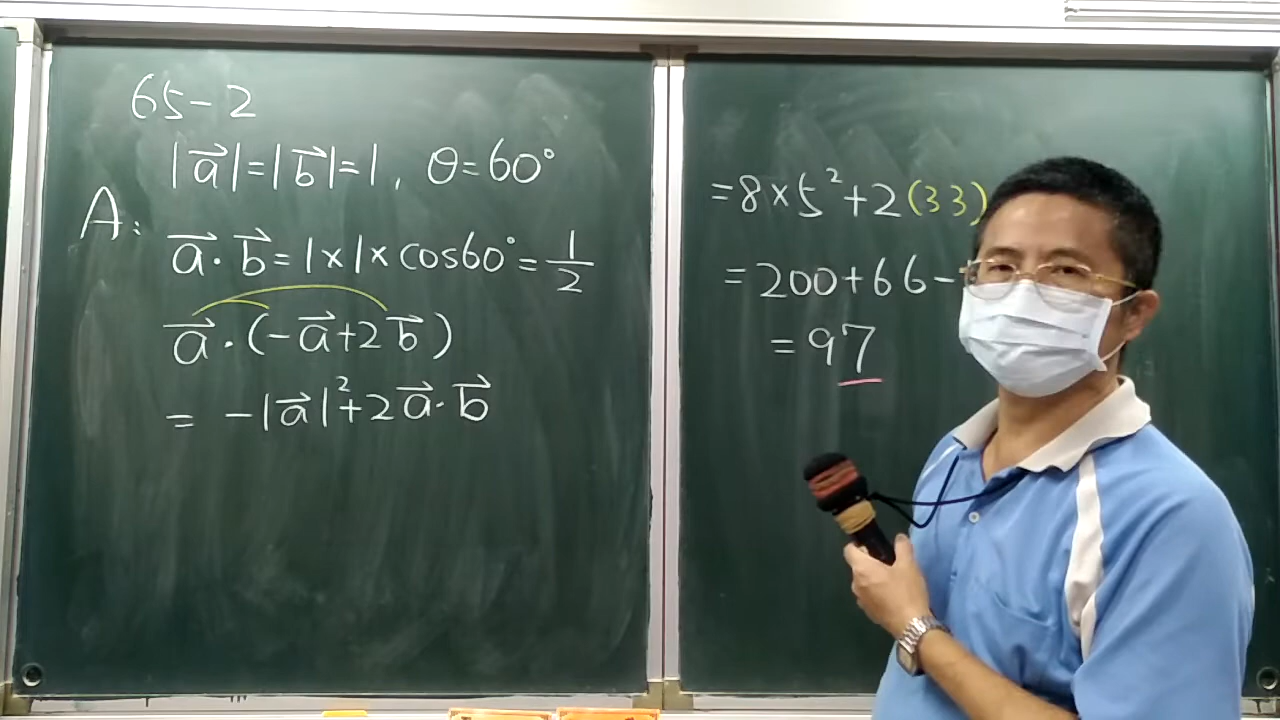 65-2
|a⃗|=|b⃗|=1, θ=60°
A:
a⃗·b⃗=1×1×cos60°=1/2
a⃗·(-a⃗+2b⃗)
= -|a⃗|²+2a⃗·b⃗
=8×5²+2(33)
=200+66-
=97